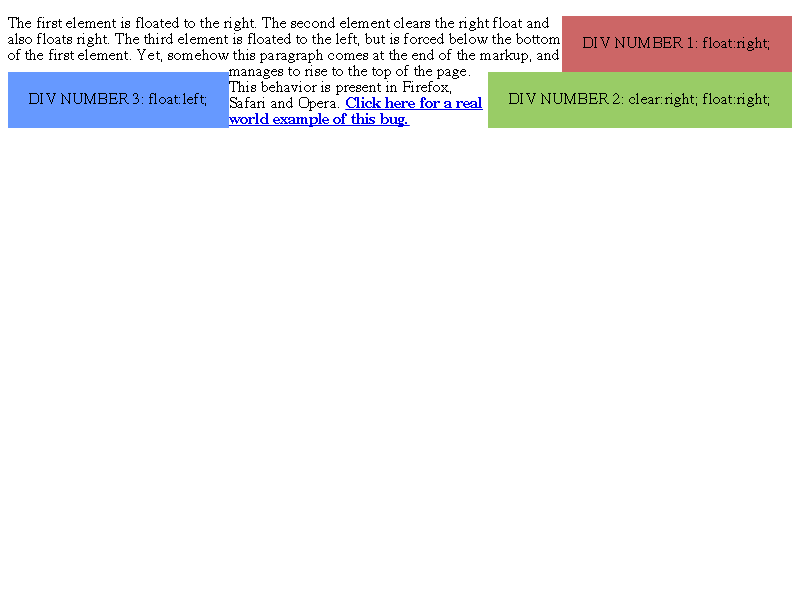 The first element is floated to the right. The second element clears the right float and
also floats right. The third element is floated to the left, but is forced below the bottom
of the first element. Yet, somehow this paragraph comes at the end of the markup, and
manages to rise to the top of the page.
This behavior is present in Firefox,
Safari and Opera. Click here for a real
world example of this bug.
DIV NUMBER 1: float:right;
DIV NUMBER 3: float:left;
DIV NUMBER 2: clear:right; float:right;